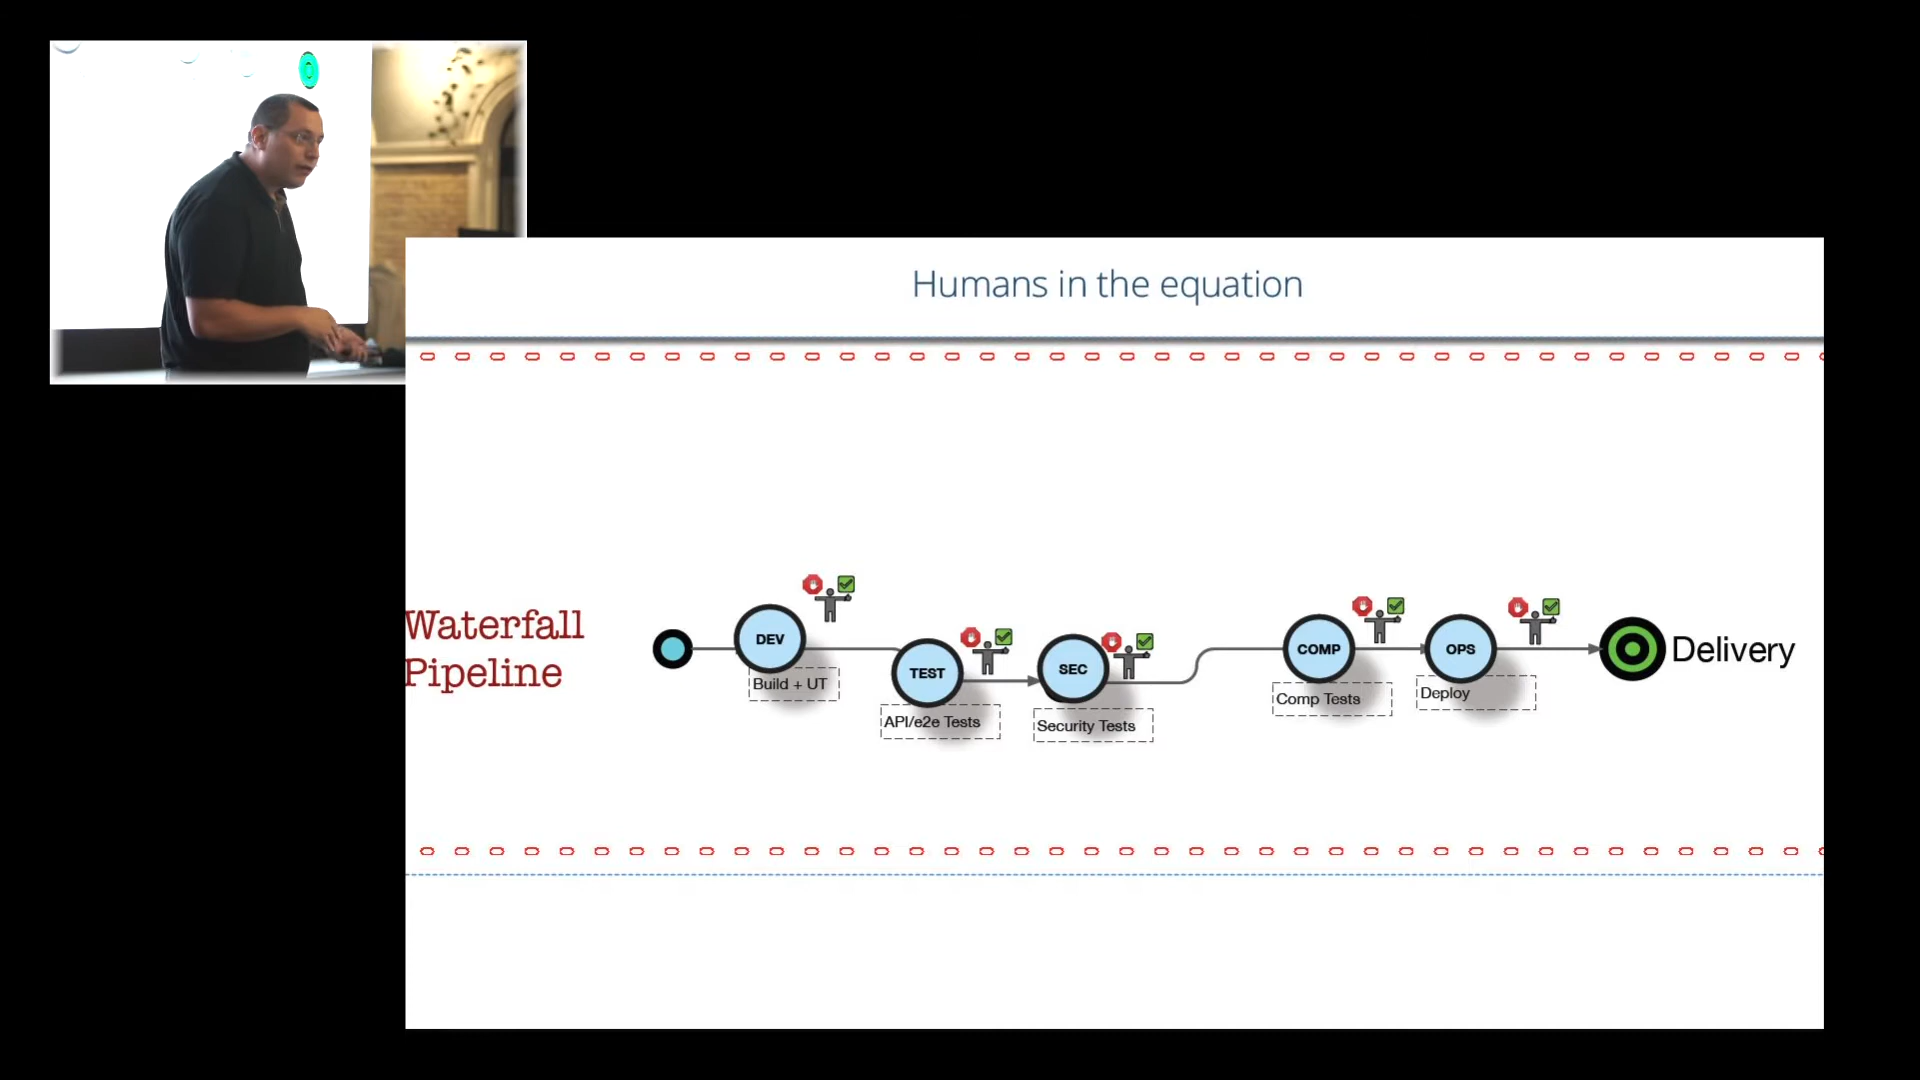 Humans in the equation
Waterfall
Pipeline
DEV
Build + UT
TEST
API/e2e Tests
SEC
Security Tests
COMP
Comp Tests
OPS
Deploy
Delivery